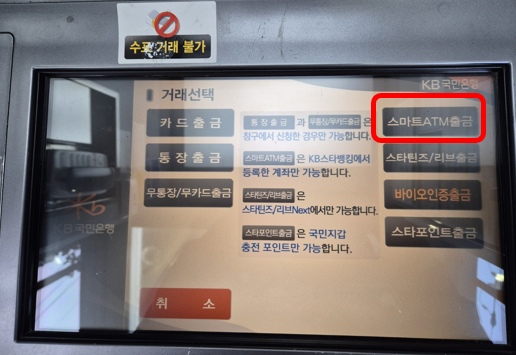 수표 거래 불가
KB국민은행
거래선택
카드출금
통장출금
무통장/무카드출금
통장출금 과 무통장/무카드출금 은
창구에서 신청한 경우만 가능합니다.
스마트ATM출금 은 KB스타뱅킹에서
등록한 계좌만 가능합니다.
스타틴즈/리브출금 은
스타틴즈/리브Next에서만 가능합니다.
스타포인트출금 은 국민지갑
충전 포인트만 가능합니다.
스마트ATM출금
스타틴즈/리브출금
바이오인증출금
스타포인트출금
KB국민은행
취 소